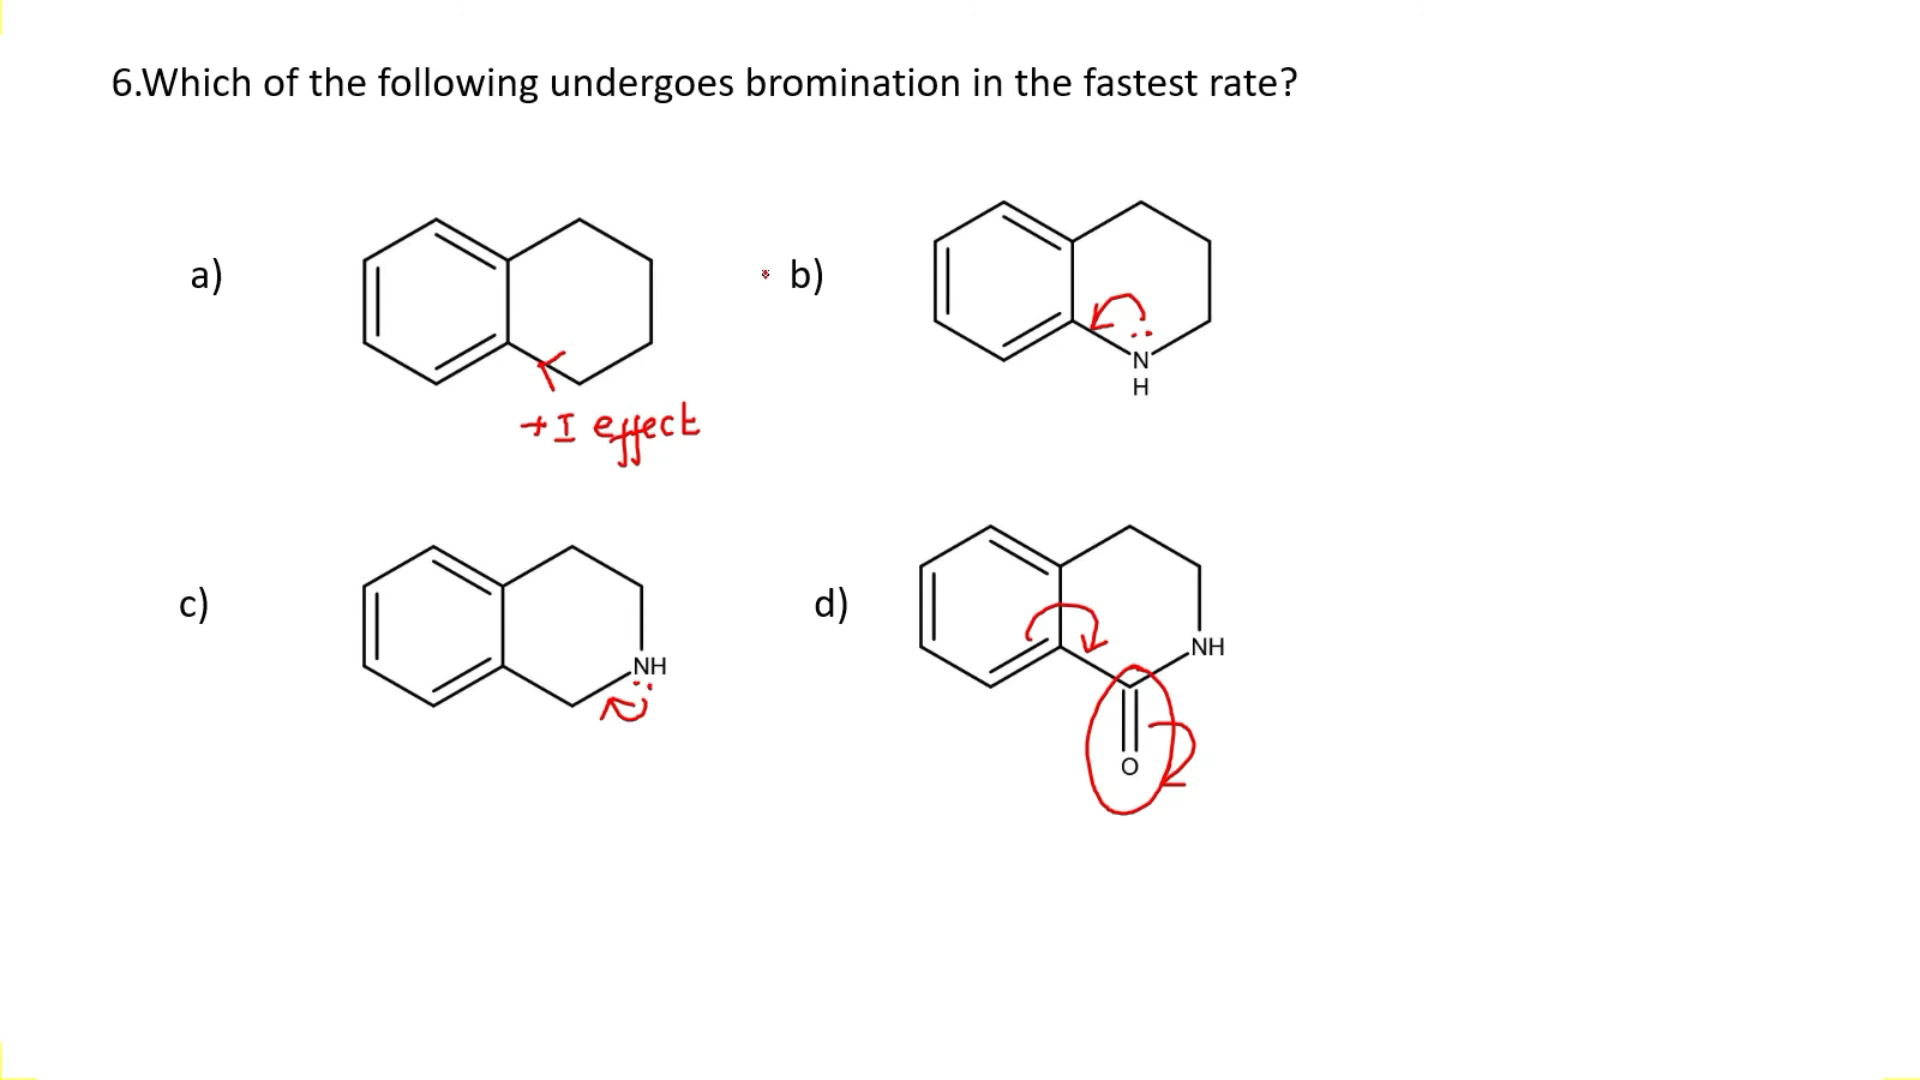 6.Which of the following undergoes bromination in the fastest rate?
a)
b)
N
H
+I effect
c)
NH
d)
NH
O